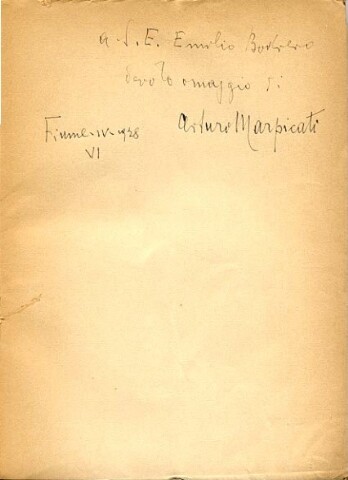 a S. E. Emilio Bodrero
devoto omaggio di
Arturo Marpicati
Fiume-IV-1928
VI